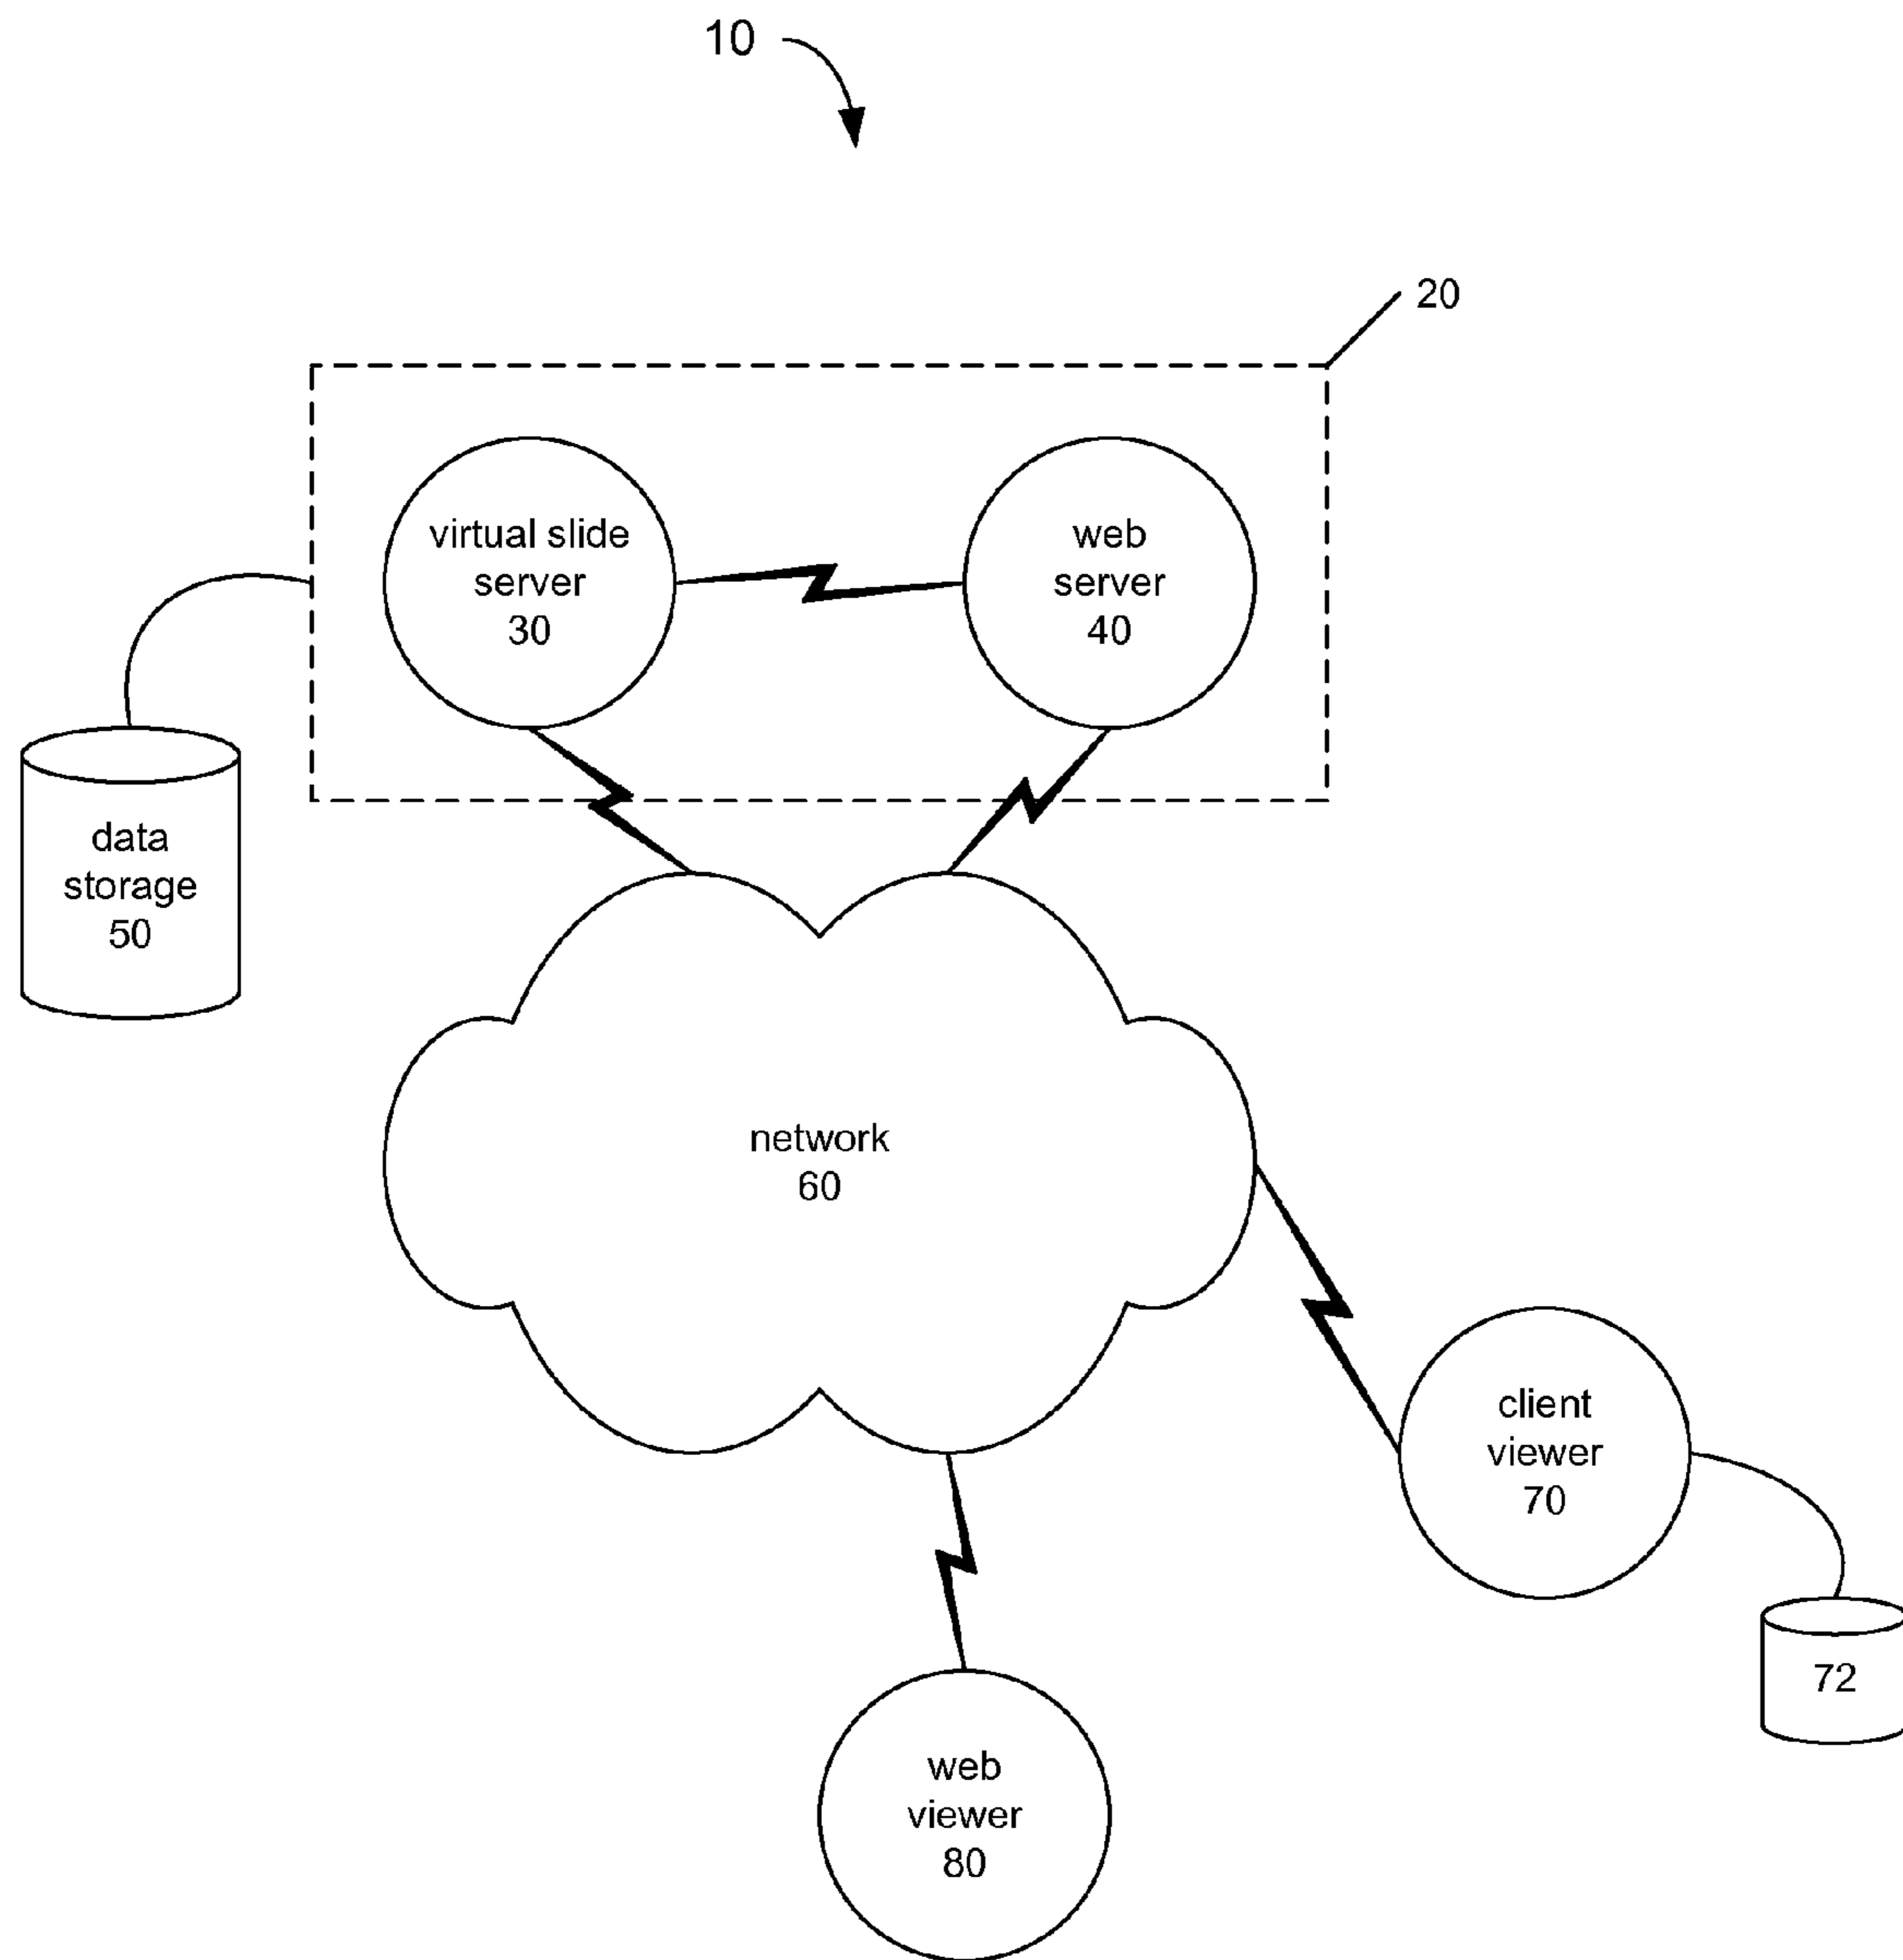 10
20
virtual slide
server
30
web
server
40
data
storage
50
network
60
client
viewer
70
72
web
viewer
80